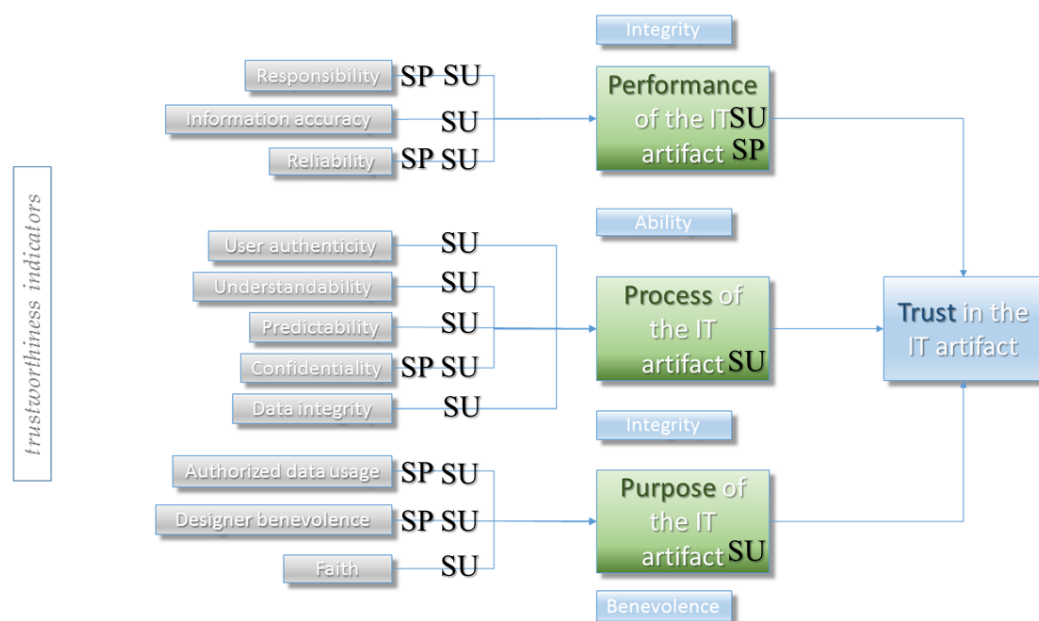 trustworthiness indicators
Responsibility SP SU
Information accuracy SU
Reliability SP SU
User authenticity SU
Understandability SU
Predictability SU
Confidentiality SP SU
Data integrity SU
Authorized data usage SP SU
Designer benevolence SP SU
Faith SU
Integrity
Performance
of the IT SU
artifact SP
Ability
Process of
the IT
artifact SU
Integrity
Purpose of
the IT
artifact SU
Benevolence
Trust in the
IT artifact